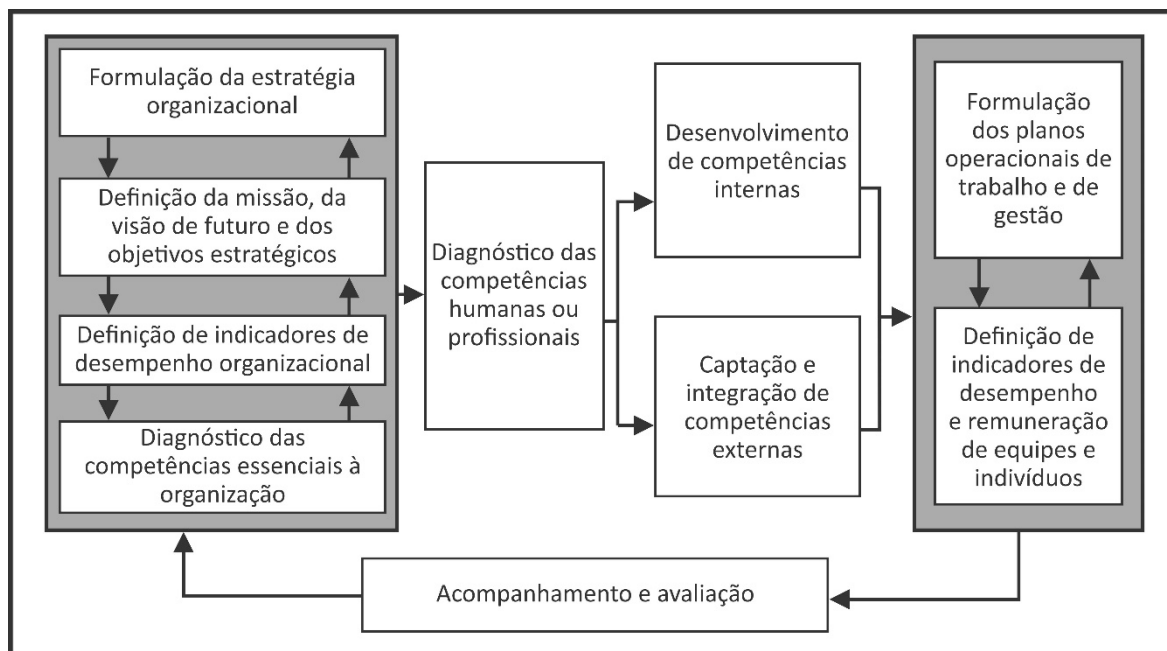 Formulação da estratégia
organizacional
Definição da missão, da
visão de futuro e dos
objetivos estratégicos
Definição de indicadores de
desempenho organizacional
Diagnóstico das
competências essenciais à
organização
Diagnóstico das
competências
humanas ou
profissionais
Desenvolvimento
de competências
internas
Captação e
integração de
competências
externas
Formulação
dos planos
operacionais de
trabalho e de
gestão
Definição de
indicadores de
desempenho
e remuneração
de equipes e
indivíduos
Acompanhamento e avaliação